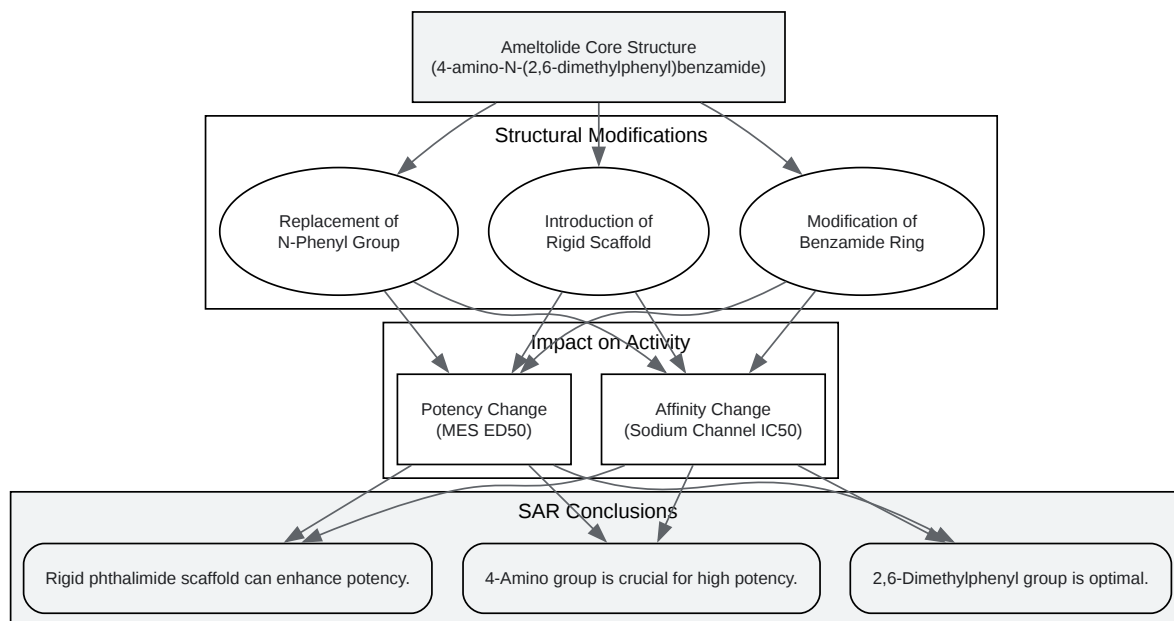 Ameltolide Core Structure
(4-amino-N-(2,6-dimethylphenyl)benzamide)
Structural Modifications
Replacement of
N-Phenyl Group
Introduction of
Rigid Scaffold
Modification of
Benzamide Ring
Impact on Activity
Potency Change
(MES ED50)
Affinity Change
(Sodium Channel IC50)
SAR Conclusions
Rigid phthalimide scaffold can enhance potency.
4-Amino group is crucial for high potency.
2,6-Dimethylphenyl group is optimal.